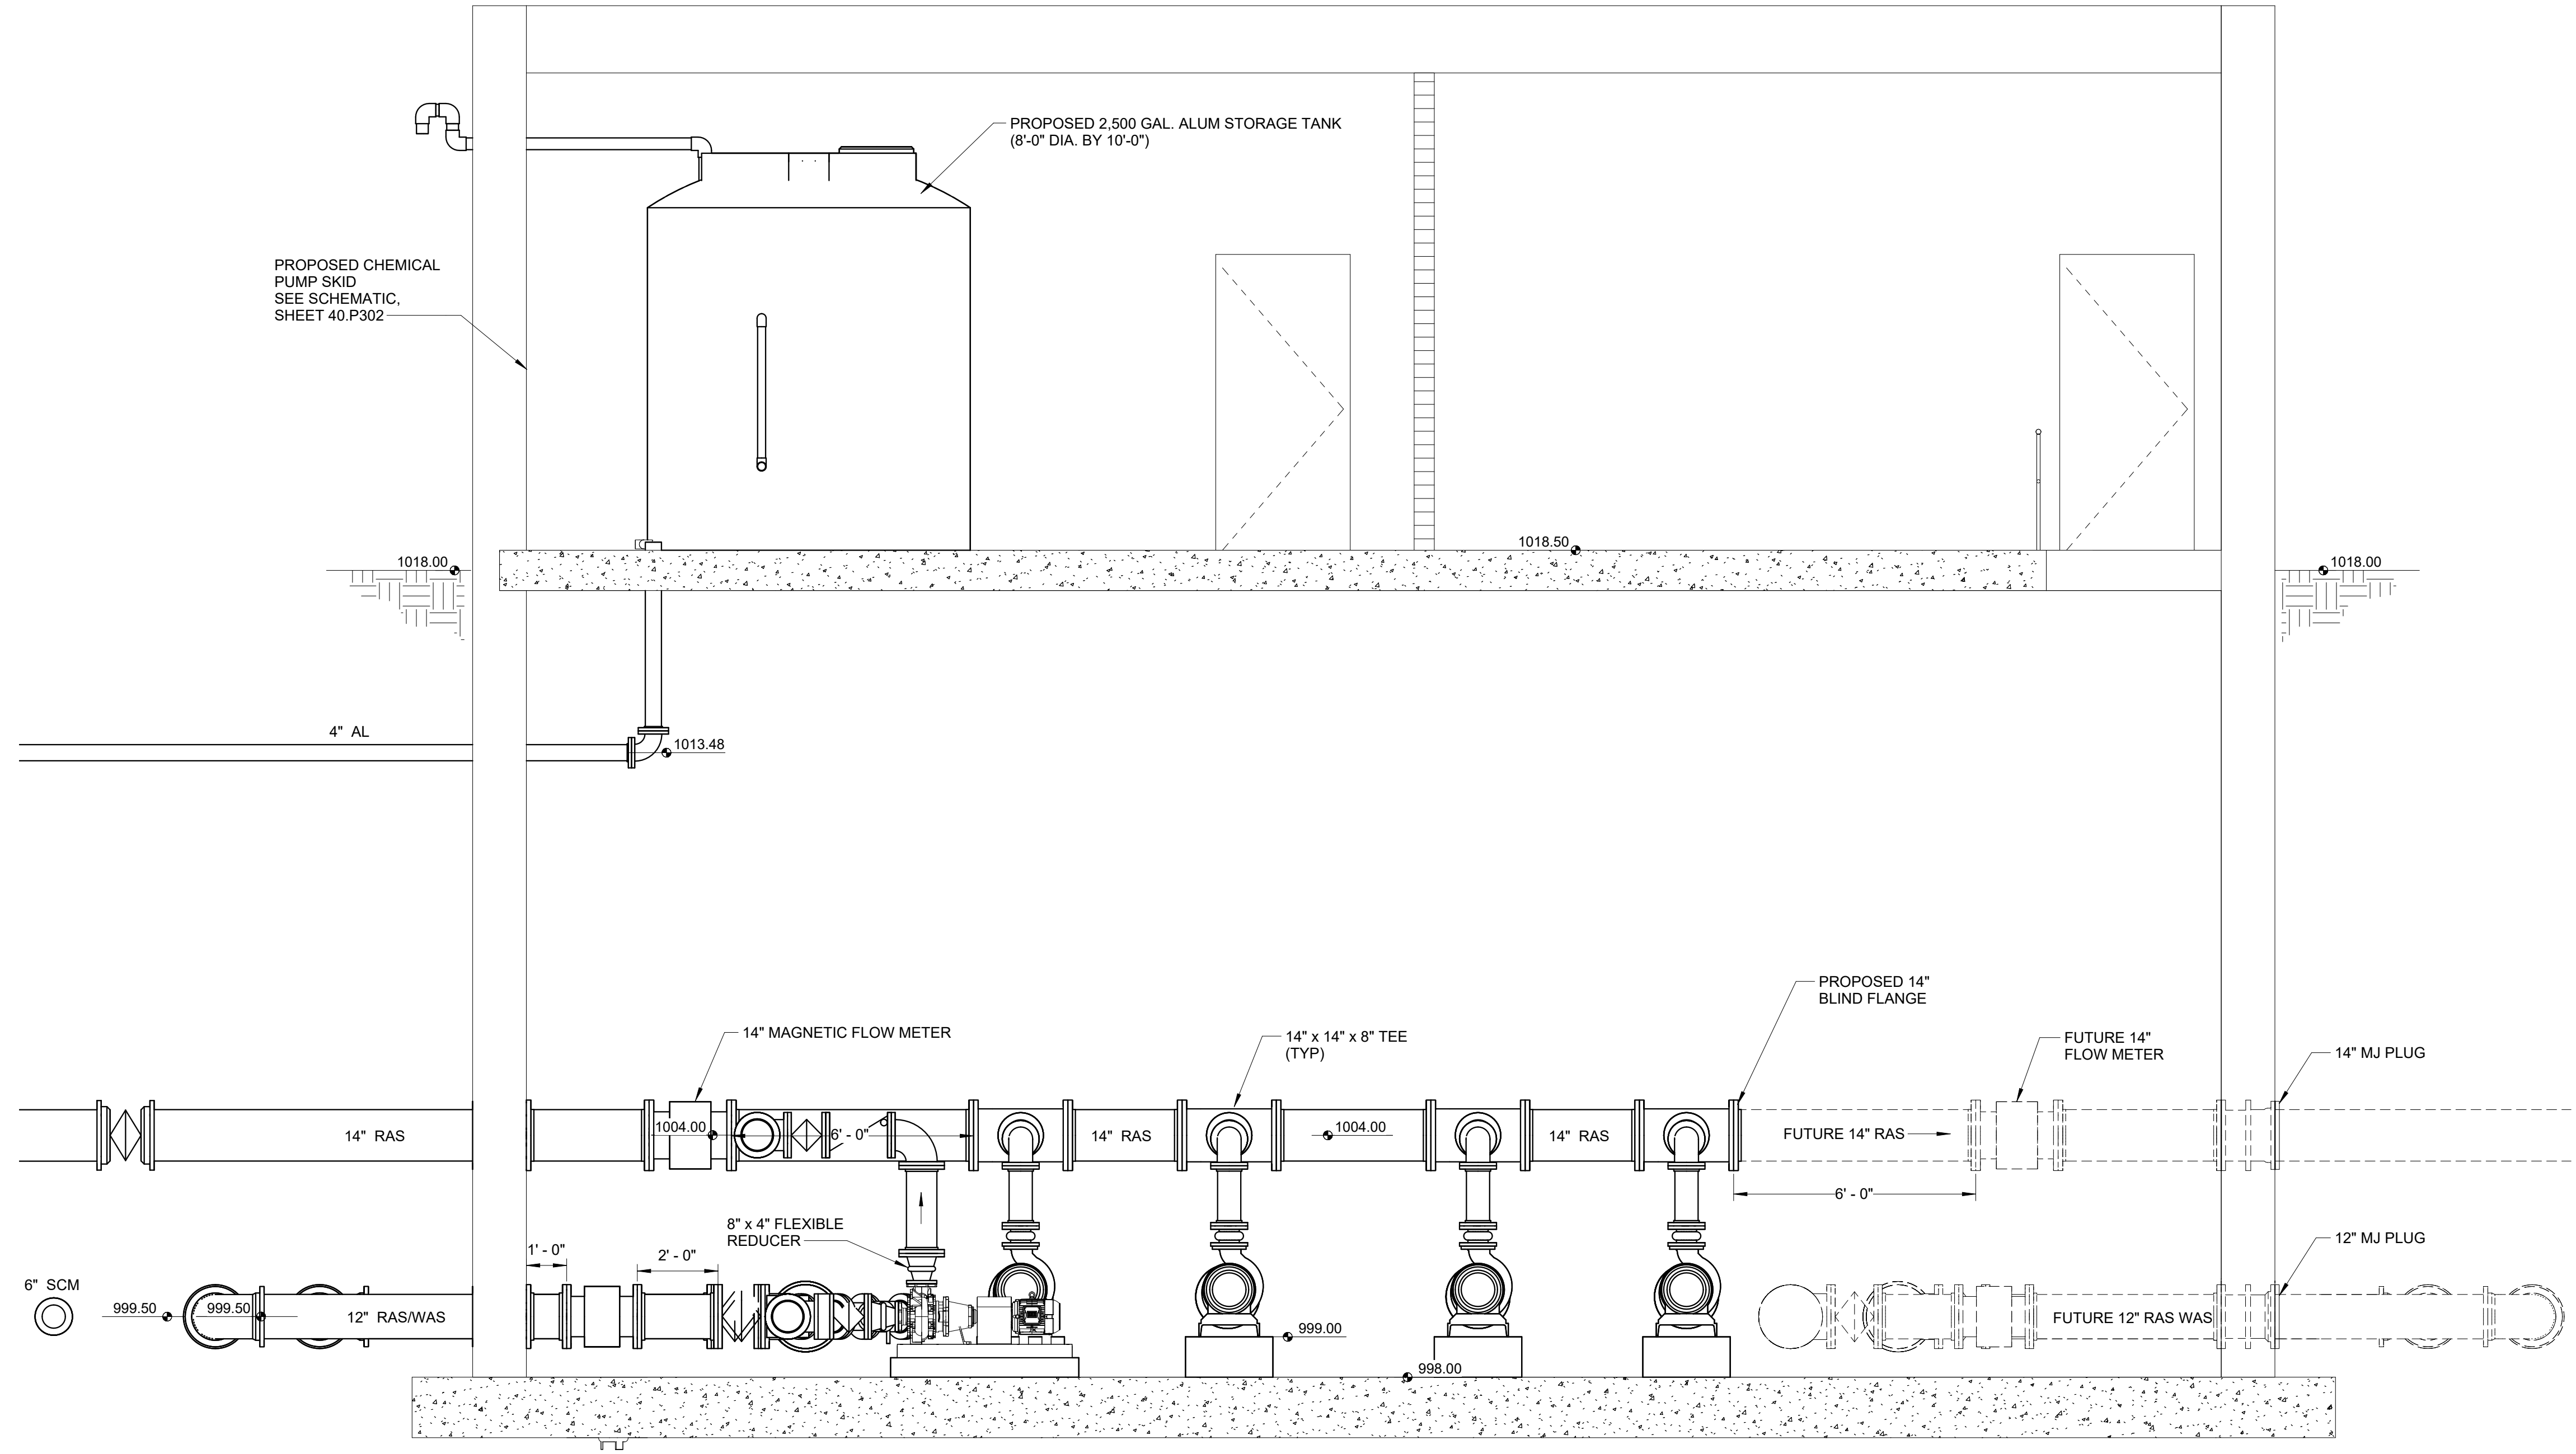 PROPOSED 2,500 GAL. ALUM STORAGE TANK
(8'-0" DIA. BY 10'-0")
PROPOSED CHEMICAL
PUMP SKID
SEE SCHEMATIC,
SHEET 40.P302
1018.50
1018.00
1018.00
4" AL
1013.48
PROPOSED 14"
BLIND FLANGE
14" MAGNETIC FLOW METER
14" x 14" x 8" TEE
(TYP)
FUTURE 14"
FLOW METER
14" MJ PLUG
14" RAS
1004.00
6' - 0"
14" RAS
1004.00
14" RAS
FUTURE 14" RAS
6' - 0"
8" x 4" FLEXIBLE
REDUCER
1' - 0"
2' - 0"
12" MJ PLUG
6" SCM
999.50
999.50
12" RAS/WAS
999.00
FUTURE 12" RAS WAS
998.00